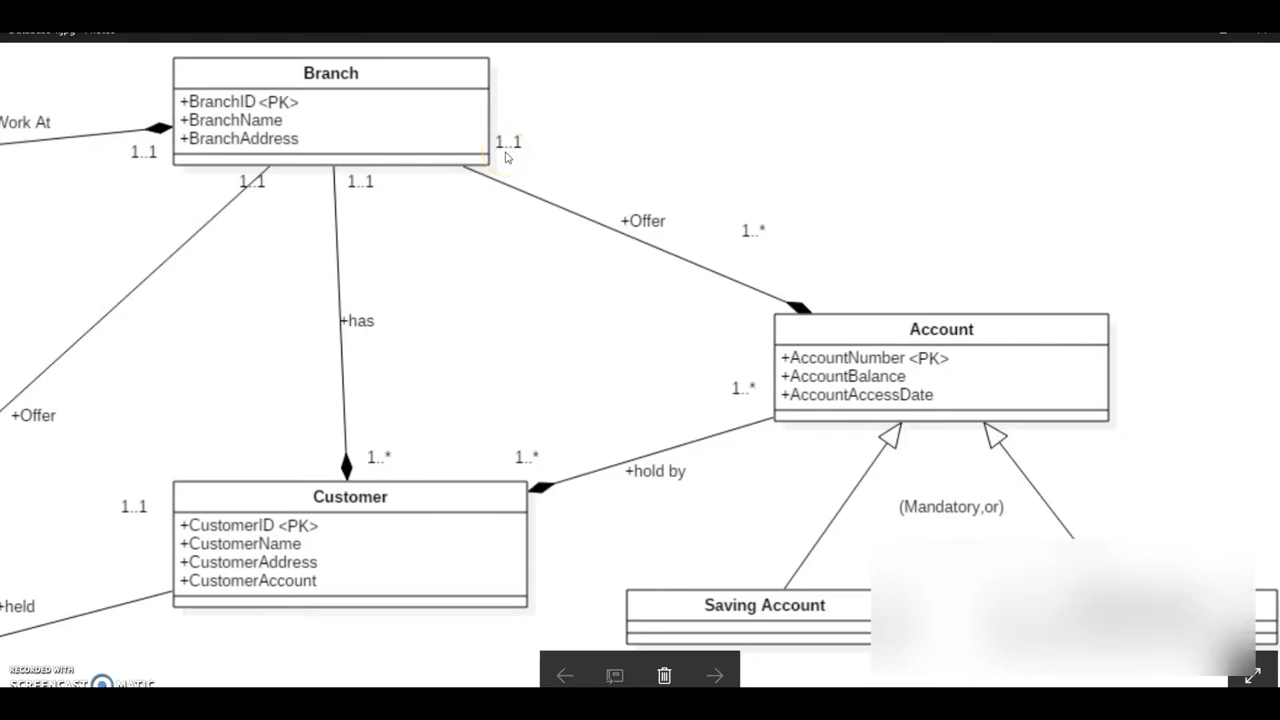 Branch
+BranchID <PK>
+BranchName
+BranchAddress
Work At
1..1
1..1
1..1
1..1
+Offer
1..*
+has
Account
+AccountNumber <PK>
+AccountBalance
+AccountAccessDate
1..*
+Offer
1..*
1..*
+hold by
Customer
+CustomerID <PK>
+CustomerName
+CustomerAddress
+CustomerAccount
1..1
(Mandatory,or)
+held
Saving Account
RECORDED WITH
SCREENCAST MATIC